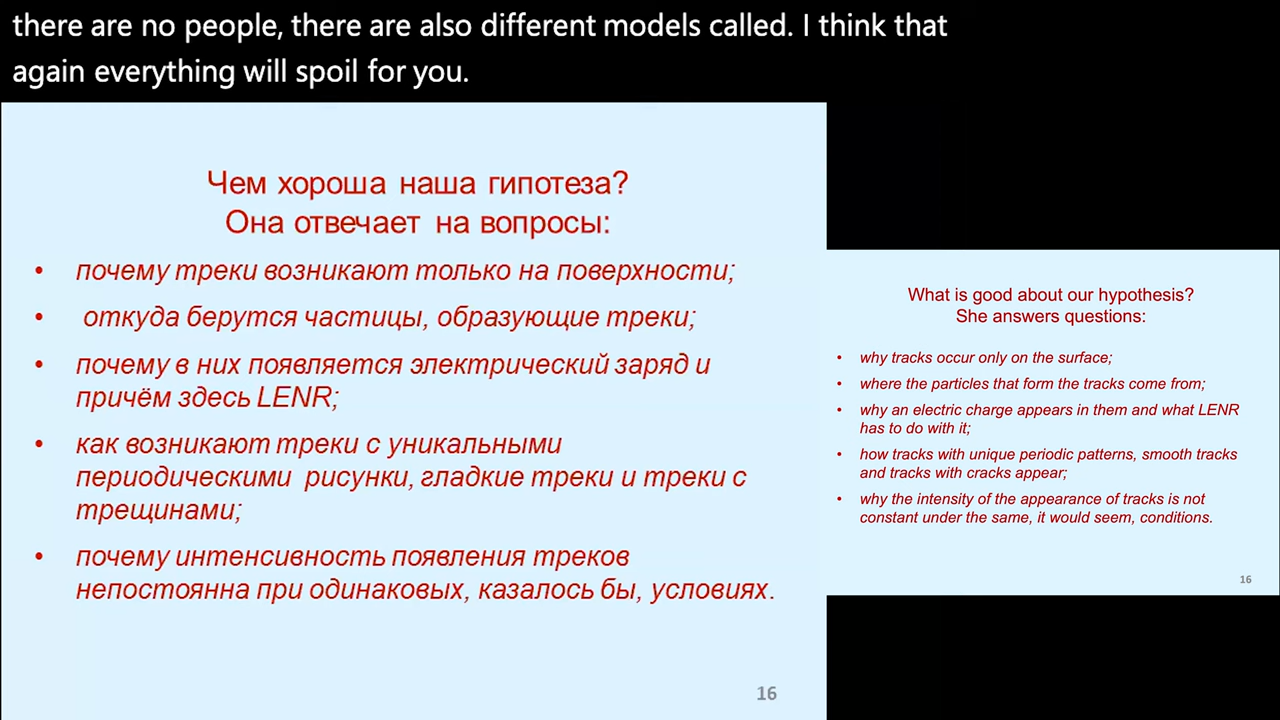 there are no people, there are also different models called. I think that
again everything will spoil for you.
Чем хороша наша гипотеза?
Она отвечает на вопросы:
• почему треки возникают только на поверхности;
• откуда берутся частицы, образующие треки;
• почему в них появляется электрический заряд и
причём здесь LENR;
• как возникают треки с уникальными
периодическими рисунки, гладкие треки и треки с
трещинами;
• почему интенсивность появления треков
непостоянна при одинаковых, казалось бы, условиях.
16
What is good about our hypothesis?
She answers questions:
• why tracks occur only on the surface;
• where the particles that form the tracks come from;
• why an electric charge appears in them and what LENR
has to do with it;
• how tracks with unique periodic patterns, smooth tracks
and tracks with cracks appear;
• why the intensity of the appearance of tracks is not
constant under the same, it would seem, conditions.
16